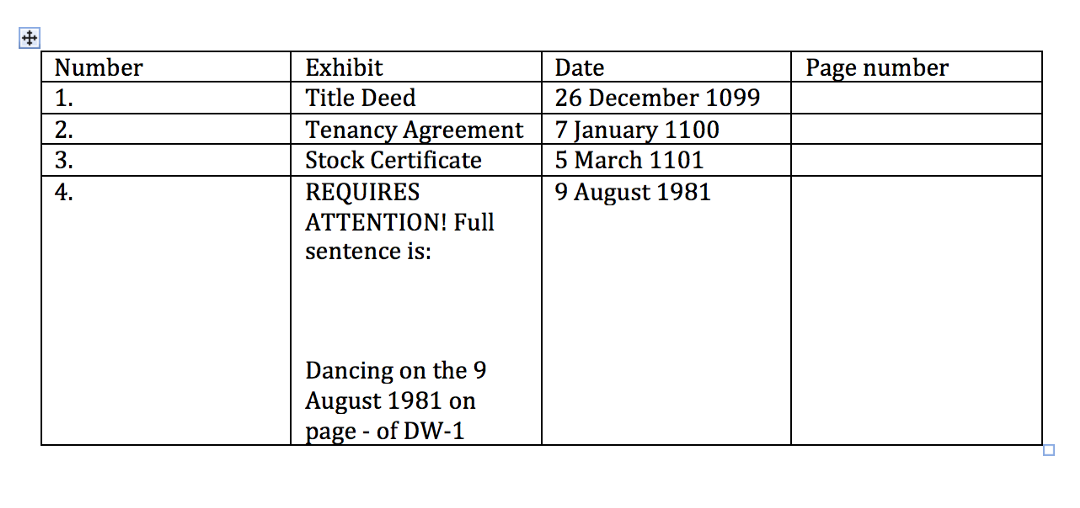 Number Exhibit Date Page number
1. Title Deed 26 December 1099
2. Tenancy Agreement 7 January 1100
3. Stock Certificate 5 March 1101
4. REQUIRES 9 August 1981
ATTENTION! Full
sentence is:
Dancing on the 9
August 1981 on
page - of DW-1